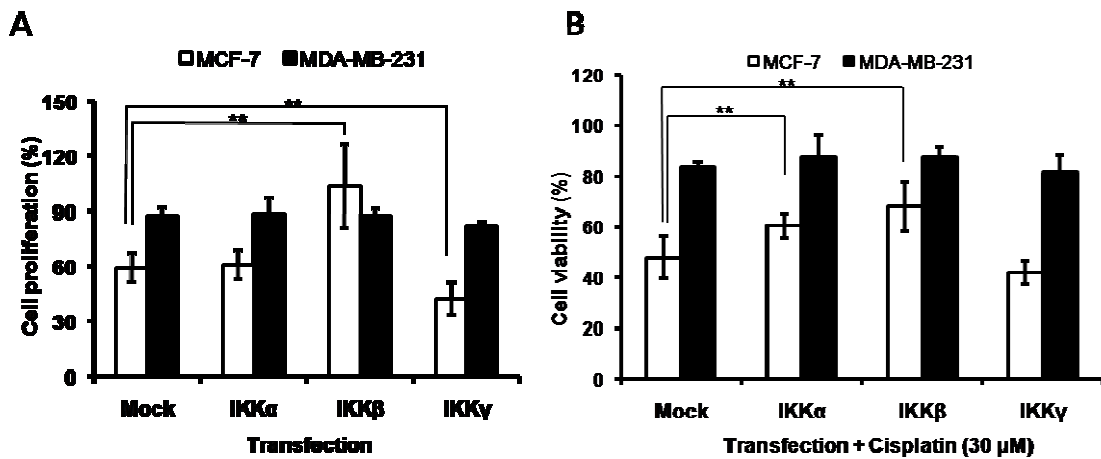 A
MCF-7 MDA-MB-231
Cell proliferation (%)
150
120
90
60
30
0
**
**
Mock IKKα IKKβ IKKγ
Transfection
B
MCF-7 MDA-MB-231
Cell viability (%)
120
100
80
60
40
20
0
**
**
Mock IKKα IKKβ IKKγ
Transfection + Cisplatin (30 μM)